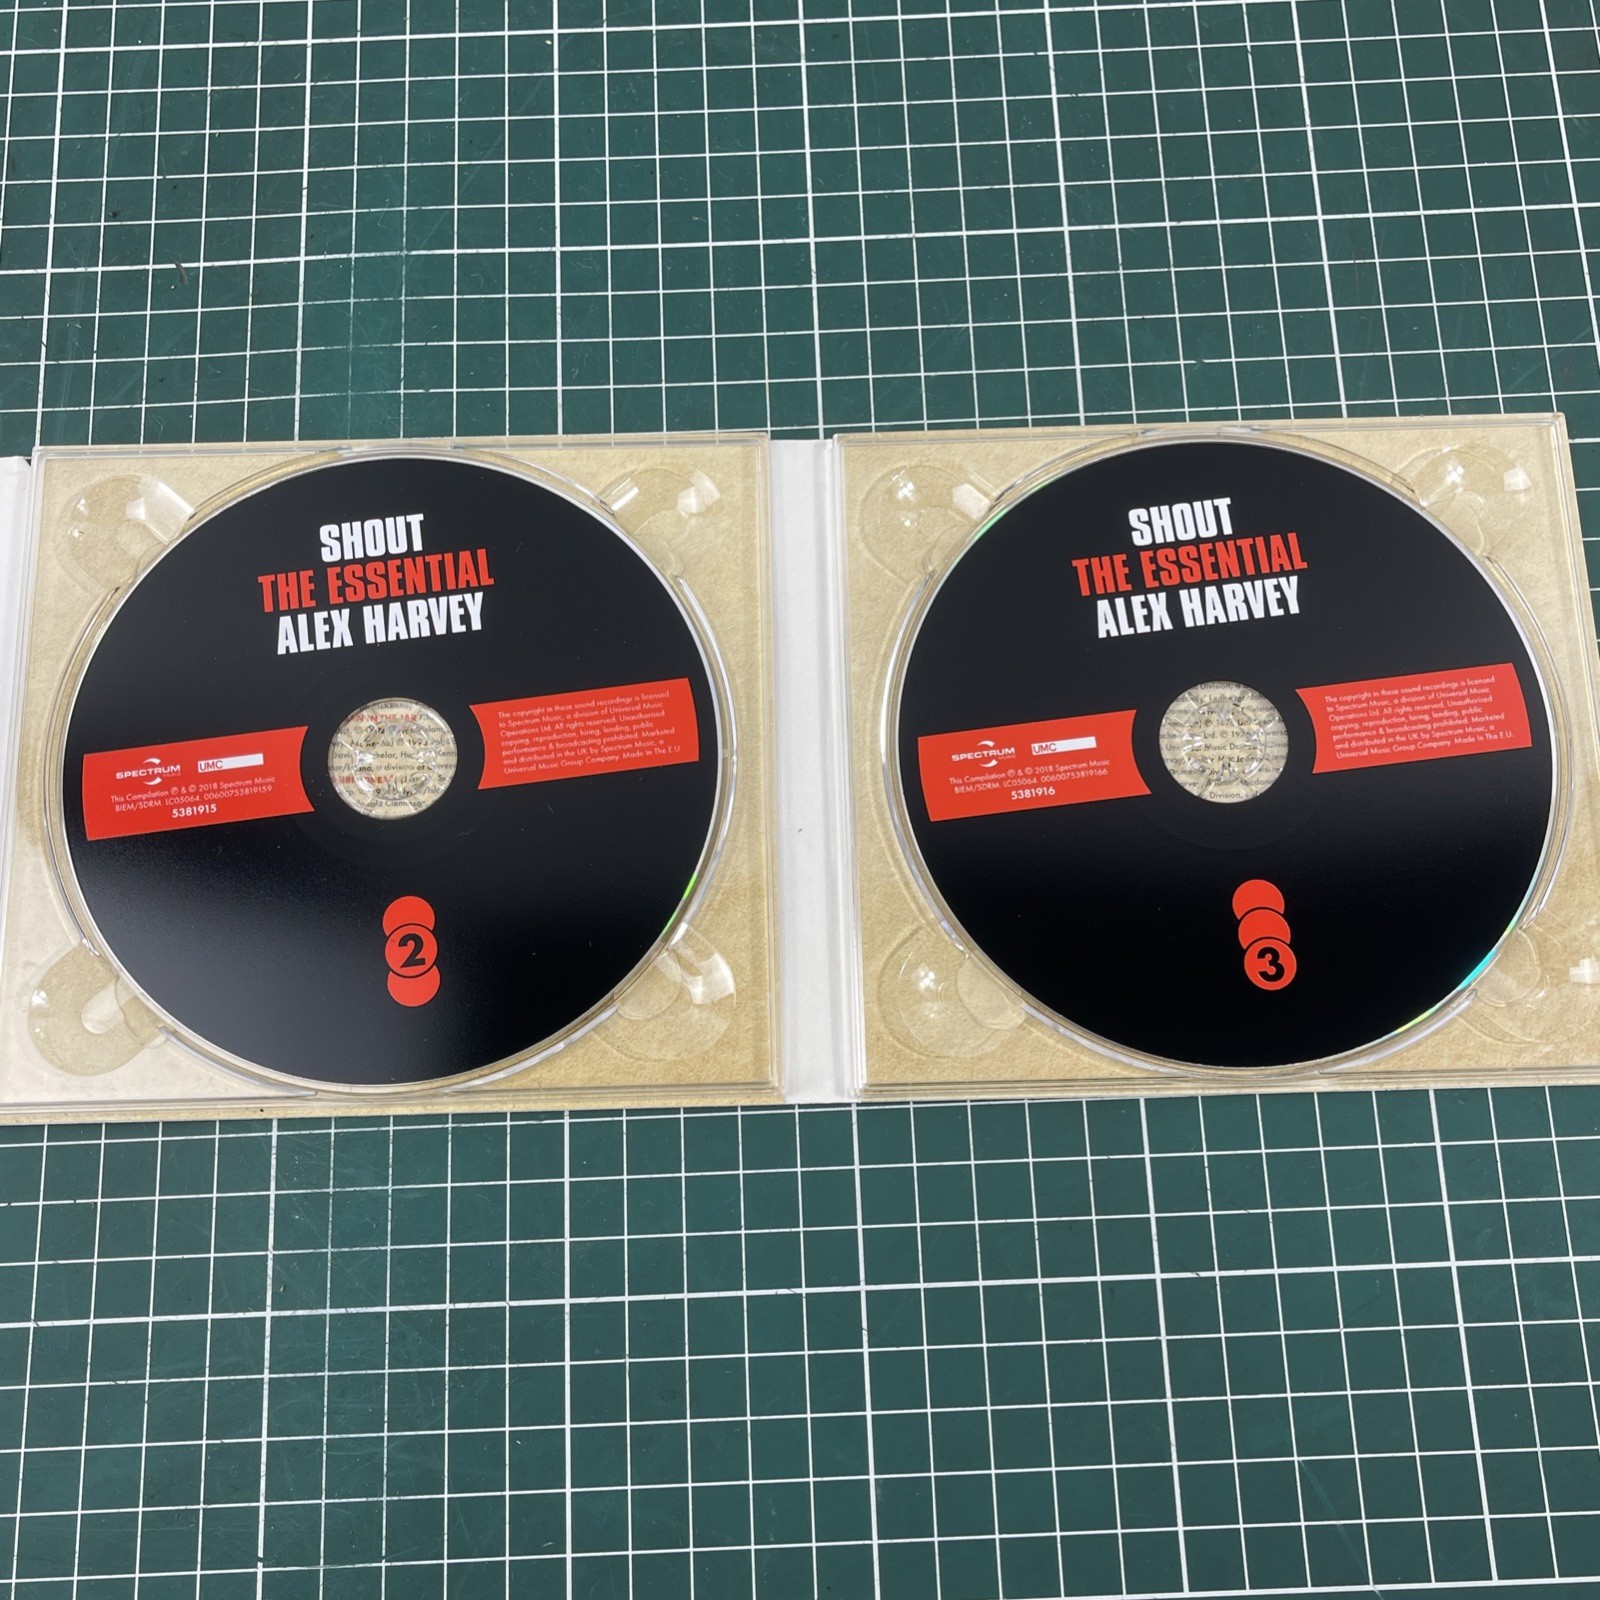 SHOUT
THE ESSENTIAL
ALEX HARVEY
The copyright in these sound recordings is licensed
to Spectrum Music, a division of Universal Music
Operations Ltd. All rights reserved. Unauthorised
copying, reproduction, hiring, lending, public
performance & broadcasting prohibited. Marketed
and distributed in the UK by Spectrum Music, a
Universal Music Group Company. Made In The E.U.
SPECTRUM
MUSIC
UMC
This Compilation ℗ & © 2018 Spectrum Music
BIEM/SDRM. LC05064. 00600753819159
5381915
2
SHOUT
THE ESSENTIAL
ALEX HARVEY
The copyright in these sound recordings is licensed
to Spectrum Music, a division of Universal Music
Operations Ltd. All rights reserved. Unauthorised
copying, reproduction, hiring, lending, public
performance & broadcasting prohibited. Marketed
and distributed in the UK by Spectrum Music, a
Universal Music Group Company. Made In The E.U.
SPECTRUM
MUSIC
UMC
This Compilation ℗ & © 2018 Spectrum Music
BIEM/SDRM. LC05064. 00600753819166
5381916
3